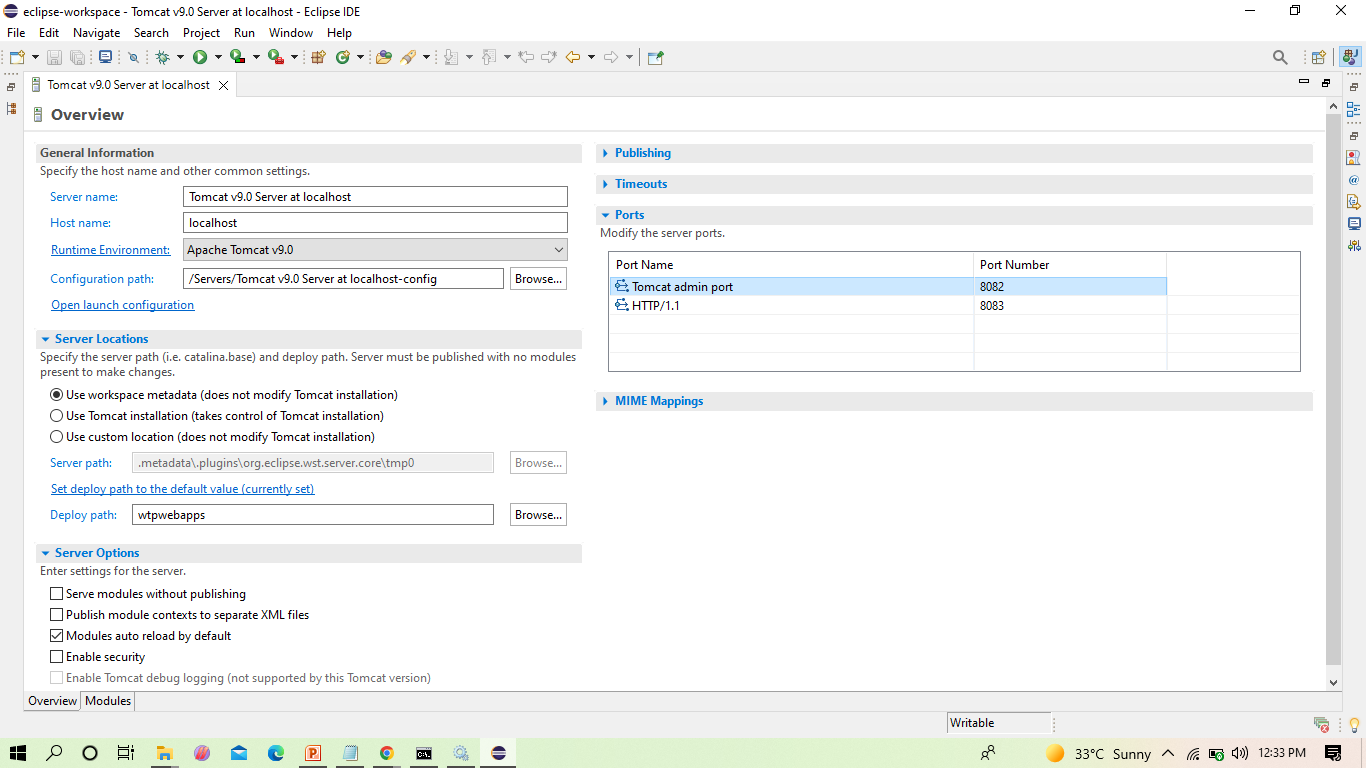 eclipse-workspace - Tomcat v9.0 Server at localhost - Eclipse IDE
File Edit Navigate Search Project Run Window Help
Tomcat v9.0 Server at localhost
Overview
General Information
Specify the host name and other common settings.
Server name: Tomcat v9.0 Server at localhost
Host name: localhost
Runtime Environment: Apache Tomcat v9.0
Configuration path: /Servers/Tomcat v9.0 Server at localhost-config Browse...
Open launch configuration
Server Locations
Specify the server path (i.e. catalina.base) and deploy path. Server must be published with no modules
present to make changes.
Use workspace metadata (does not modify Tomcat installation)
Use Tomcat installation (takes control of Tomcat installation)
Use custom location (does not modify Tomcat installation)
Server path: .metadata\.plugins\org.eclipse.wst.server.core\tmp0 Browse...
Set deploy path to the default value (currently set)
Deploy path: wtpwebapps Browse...
Server Options
Enter settings for the server.
Serve modules without publishing
Publish module contexts to separate XML files
Modules auto reload by default
Enable security
Enable Tomcat debug logging (not supported by this Tomcat version)
Publishing
Timeouts
Ports
Modify the server ports.
Port Name Port Number
Tomcat admin port 8082
HTTP/1.1 8083
MIME Mappings
Overview Modules
Writable
33°C Sunny 12:33 PM